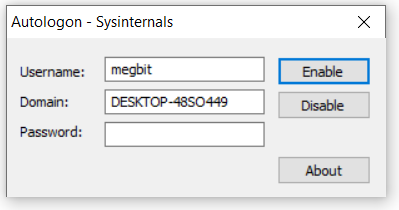 Autologon - Sysinternals
Username: megbit Enable
Domain: DESKTOP-48SO449 Disable
Password:
About